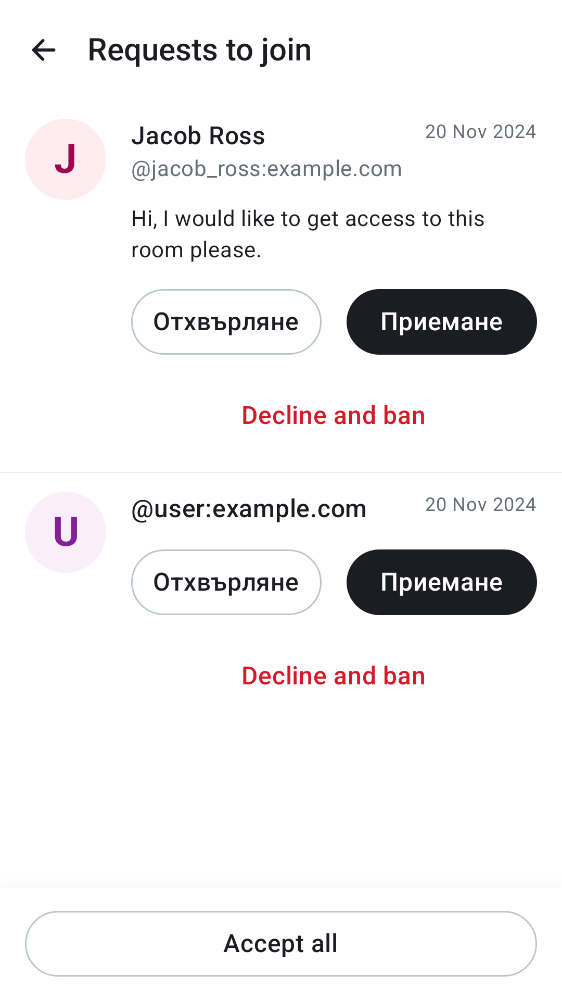 Requests to join
J
Jacob Ross
20 Nov 2024
@jacob_ross:example.com
Hi, I would like to get access to this
room please.
Отхвърляне
Приемане
Decline and ban
U
@user:example.com
20 Nov 2024
Отхвърляне
Приемане
Decline and ban
Accept all